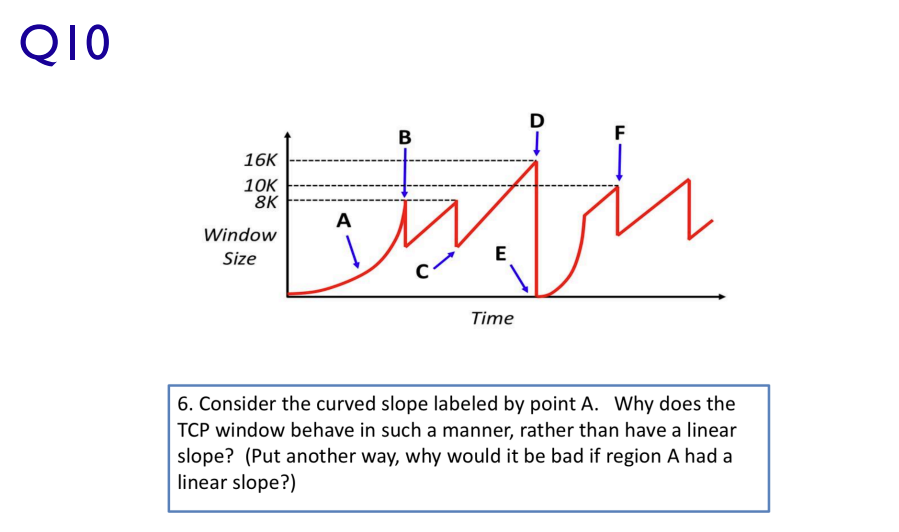 Q10
D
B
F
16K
10K
8K
A
Window
Size
E
C
Time
6. Consider the curved slope labeled by point A. Why does the
TCP window behave in such a manner, rather than have a linear
slope? (Put another way, why would it be bad if region A had a
linear slope?)